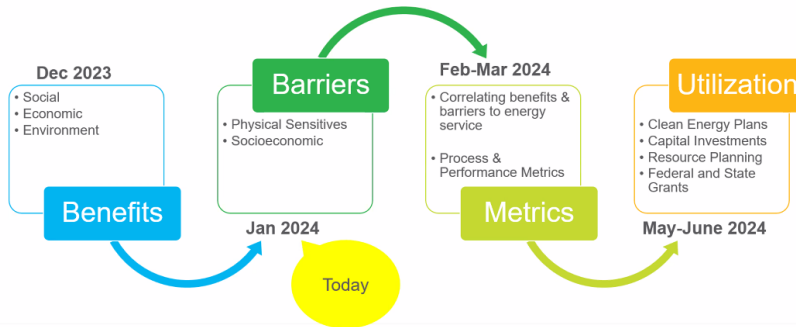 Dec 2023
• Social
• Economic
• Environment
Benefits
Barriers
• Physical Sensitives
• Socioeconomic
Jan 2024
Today
Feb-Mar 2024
• Correlating benefits &
barriers to energy
service
• Process &
Performance Metrics
Metrics
Utilization
• Clean Energy Plans
• Capital Investments
• Resource Planning
• Federal and State
Grants
May-June 2024